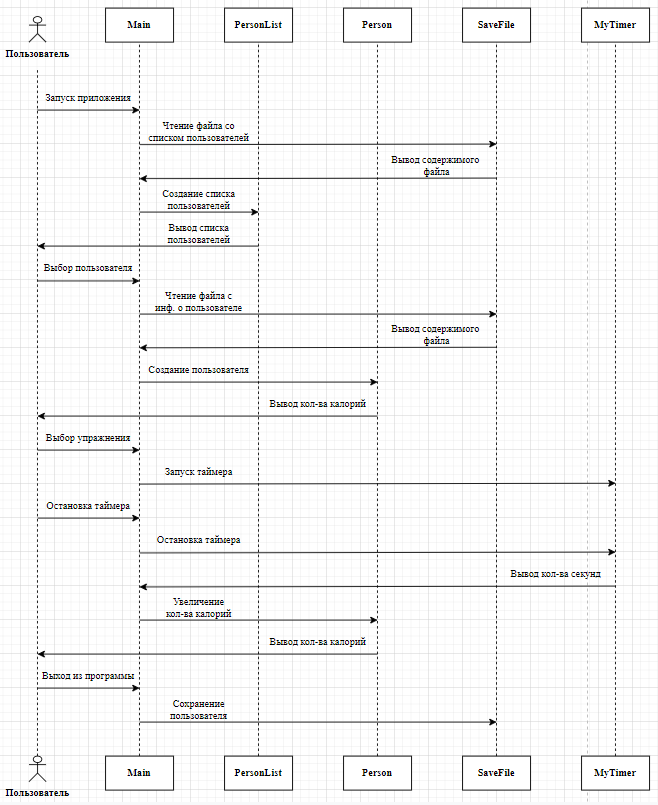 Main
PersonList
Person
SaveFile
MyTimer
Пользователь
Запуск приложения
Чтение файла со
списком пользователей
Вывод содержимого
файла
Создание списка
пользователей
Вывод списка
пользователей
Выбор пользователя
Чтение файла с
инф. о пользователе
Вывод содержимого
файла
Создание пользователя
Вывод кол-ва калорий
Выбор упражнения
Запуск таймера
Остановка таймера
Остановка таймера
Вывод кол-ва секунд
Увеличение
кол-ва калорий
Вывод кол-ва калорий
Выход из программы
Сохранение
пользователя
Main
PersonList
Person
SaveFile
MyTimer
Пользователь